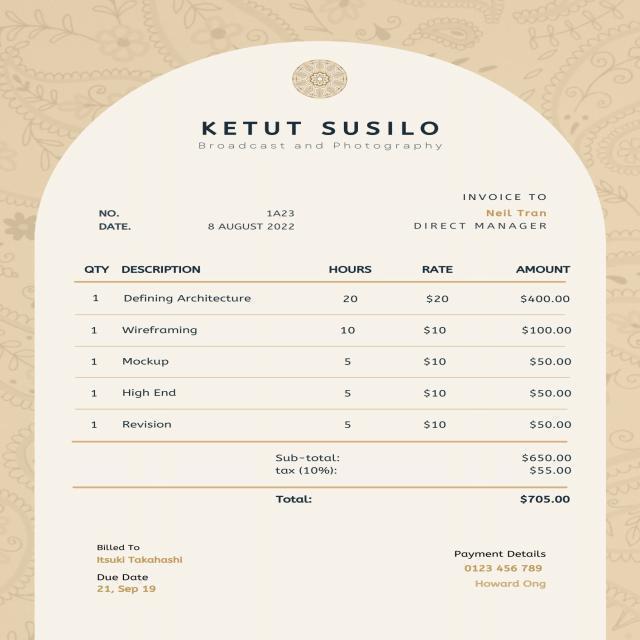 KETUT SUSILO
Broadcast and Photography
INVOICE TO
NO. 1A23 Neil Tran
DATE. 8 AUGUST 2022 DIRECT MANAGER
QTY DESCRIPTION HOURS RATE AMOUNT
1 Defining Architecture 20 $20 $400.00
1 Wireframing 10 $10 $100.00
1 Mockup 5 $10 $50.00
1 High End 5 $10 $50.00
1 Revision 5 $10 $50.00
Sub-total: $650.00
tax (10%): $55.00
Total: $705.00
Billed To
Itsuki Takahashi
Due Date
21, Sep 19
Payment Details
0123 456 789
Howard Ong